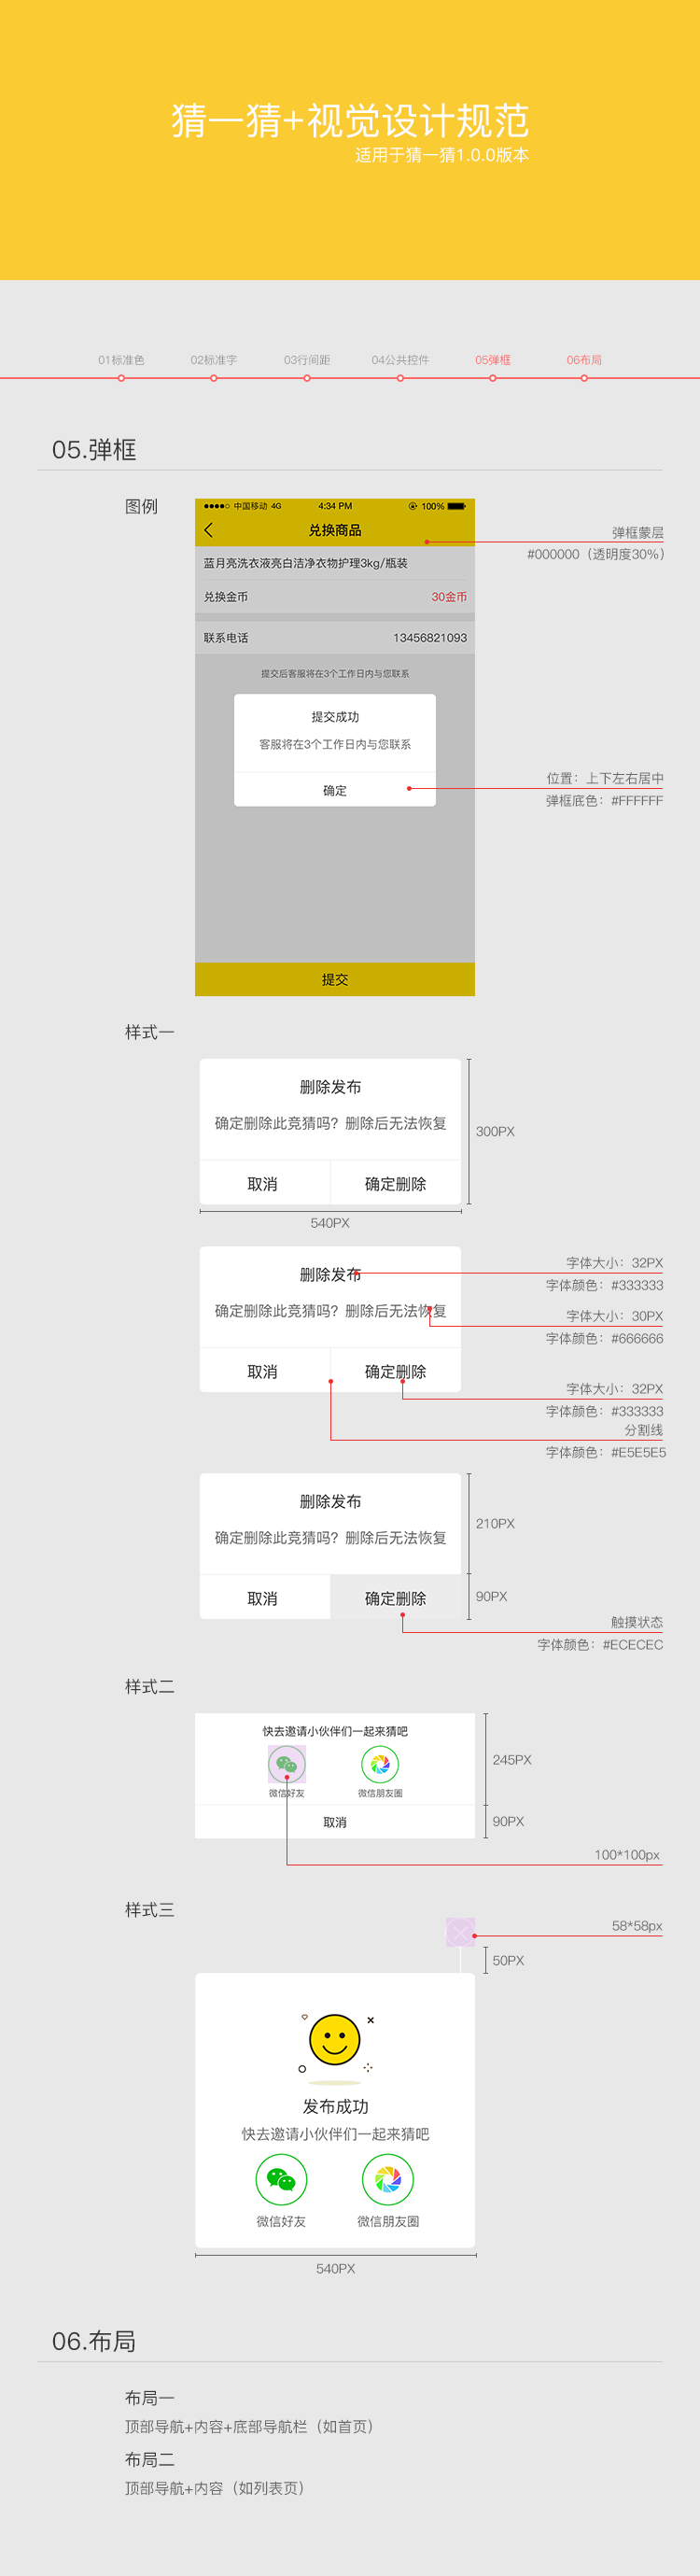 猜一猜+视觉设计规范
适用于猜一猜1.0.0版本
01标准色
02标准字
03行间距
04公共控件
05弹框
06布局
05.弹框
图例
中国移动 4G
4:34 PM
100%
兑换商品
蓝月亮洗衣液亮白洁净衣物护理3kg/瓶装
兑换金币
30金币
联系电话
13456821093
提交后客服将在3个工作日内与您联系
提交成功
客服将在3个工作日内与您联系
确定
提交
弹框蒙层
#000000（透明度30%）
位置：上下左右居中
弹框底色：#FFFFFF
样式一
删除发布
确定删除此竞猜吗？删除后无法恢复
取消
确定删除
300PX
540PX
删除发布
确定删除此竞猜吗？删除后无法恢复
取消
确定删除
字体大小：32PX
字体颜色：#333333
字体大小：30PX
字体颜色：#666666
字体大小：32PX
字体颜色：#333333
分割线
字体颜色：#E5E5E5
删除发布
确定删除此竞猜吗？删除后无法恢复
取消
确定删除
210PX
90PX
触摸状态
字体颜色：#ECECEC
样式二
快去邀请小伙伴们一起来猜吧
微信好友
微信朋友圈
取消
245PX
90PX
100*100px
样式三
58*58px
50PX
发布成功
快去邀请小伙伴们一起来猜吧
微信好友
微信朋友圈
540PX
06.布局
布局一
顶部导航+内容+底部导航栏（如首页）
布局二
顶部导航+内容（如列表页）